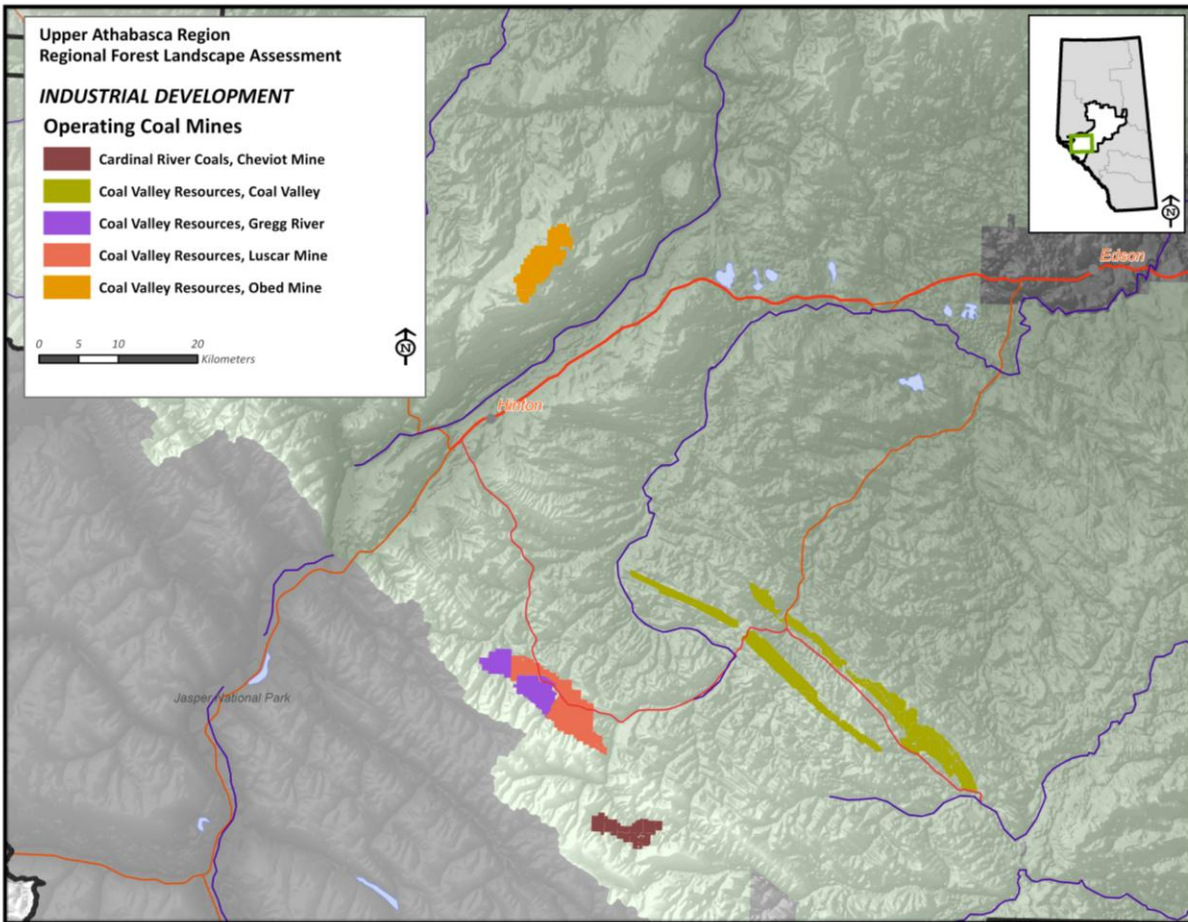 Upper Athabasca Region
Regional Forest Landscape Assessment
INDUSTRIAL DEVELOPMENT
Operating Coal Mines
Cardinal River Coals, Cheviot Mine
Coal Valley Resources, Coal Valley
Coal Valley Resources, Gregg River
Coal Valley Resources, Luscar Mine
Coal Valley Resources, Obed Mine
0 5 10 20
Kilometers
N
N
Edson
Hinton
Jasper National Park